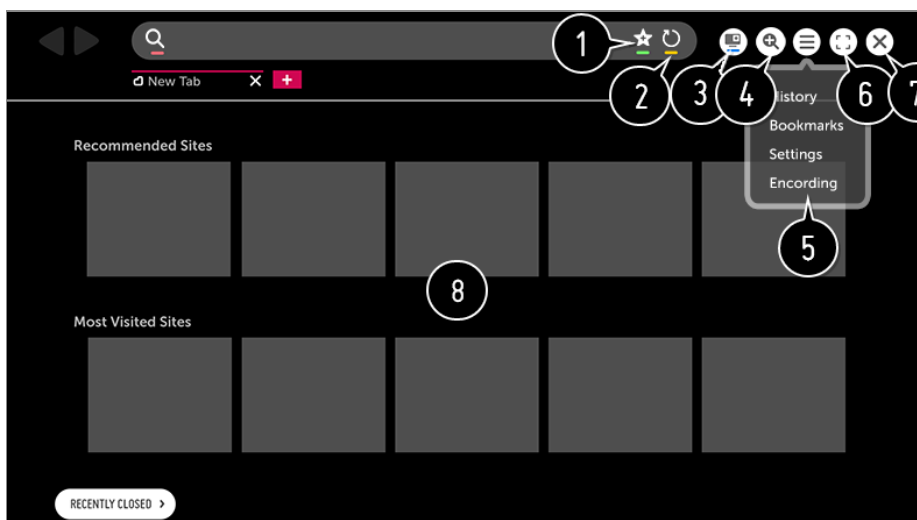 1
New Tab
2
3
4
6
7
History
Bookmarks
Settings
Encording
5
Recommended Sites
8
Most Visited Sites
RECENTLY CLOSED